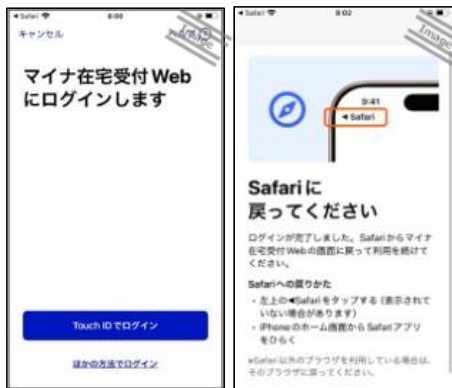 ◀Safari 8:00
キャンセル
Image
マイナ在宅受付Web
にログインします
Touch IDでログイン
ほかの方法でログイン
◀Safari 8:02
Image
9:41
◀Safari
Safariに
戻ってください
ログインが完了しました。Safariからマイナ
在宅受付Webの画面に戻って利用を続けて
ください。
Safariへの戻りかた
・左上の◀Safariをタップする（表示されて
いない場合があります）
・iPhoneのホーム画面からSafariアプリ
をひらく
※Safari以外のブラウザを利用している場合は、
そのブラウザに戻ってください。